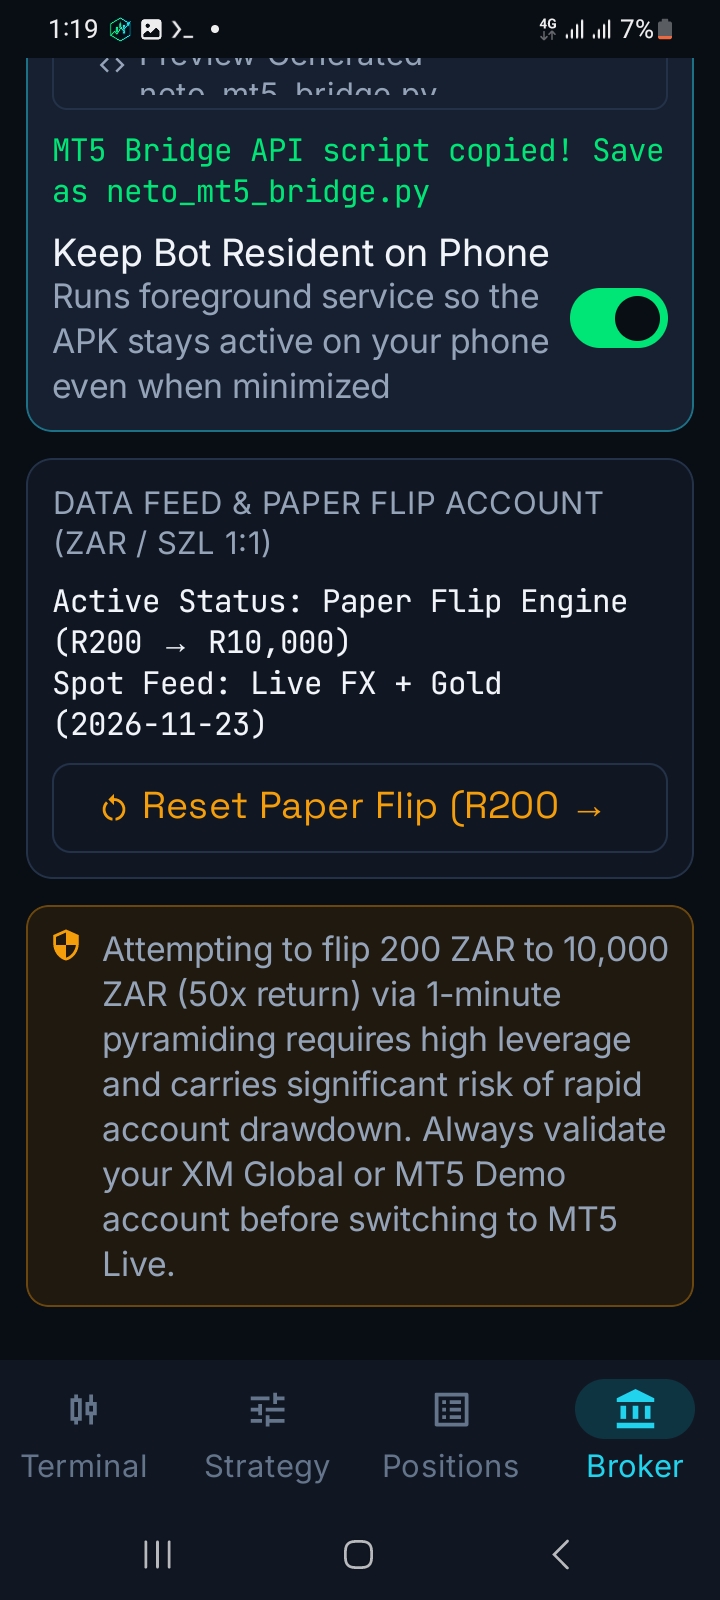 1:19
4G
7%
Preview Generated
neto_mt5_bridge.py
MT5 Bridge API script copied! Save
as neto_mt5_bridge.py
Keep Bot Resident on Phone
Runs foreground service so the
APK stays active on your phone
even when minimized
DATA FEED & PAPER FLIP ACCOUNT
(ZAR / SZL 1:1)
Active Status: Paper Flip Engine
(R200 → R10,000)
Spot Feed: Live FX + Gold
(2026-11-23)
Reset Paper Flip (R200 →
Attempting to flip 200 ZAR to 10,000
ZAR (50x return) via 1-minute
pyramiding requires high leverage
and carries significant risk of rapid
account drawdown. Always validate
your XM Global or MT5 Demo
account before switching to MT5
Live.
Terminal Strategy Positions Broker